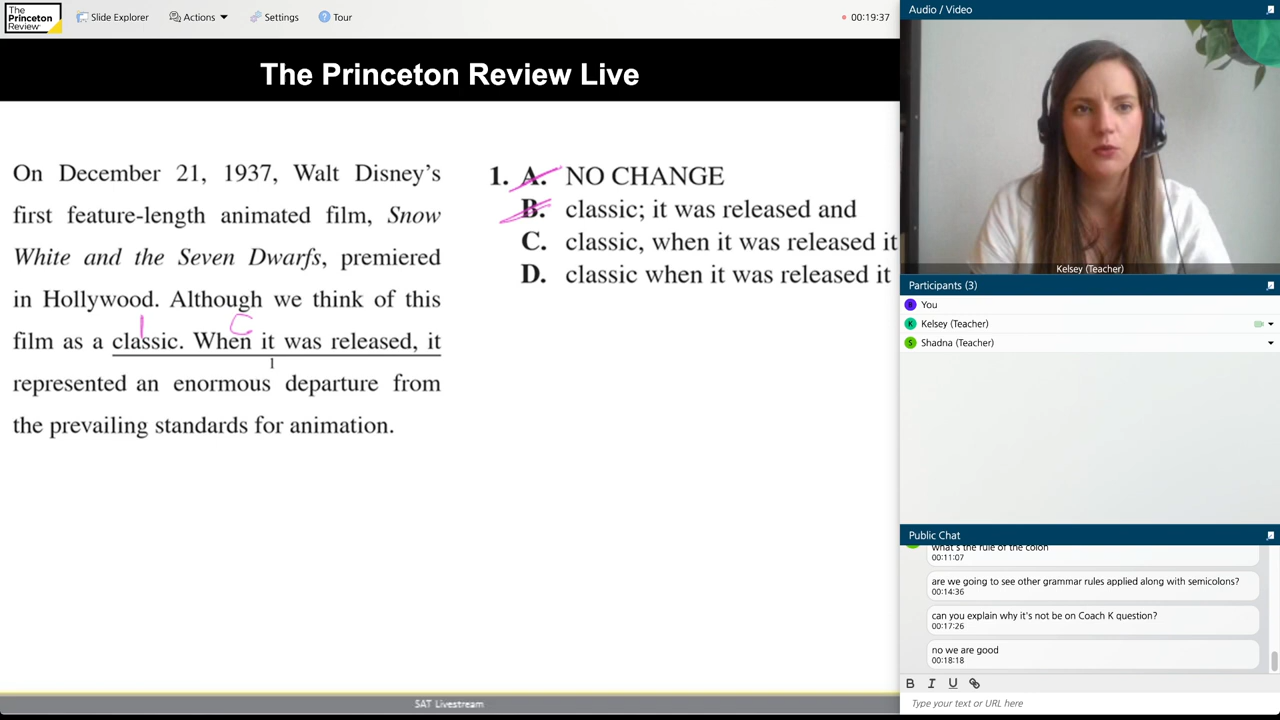 The Princeton Review
Slide Explorer
Actions
Settings
Tour
00:19:37
The Princeton Review Live
On December 21, 1937, Walt Disney's
first feature-length animated film, Snow
White and the Seven Dwarfs, premiered
in Hollywood. Although we think of this
film as a classic. When it was released, it
1
represented an enormous departure from
the prevailing standards for animation.
I
C
1. A. NO CHANGE
B. classic; it was released and
C. classic, when it was released it
D. classic when it was released it
SAT Livestream
Audio / Video
Kelsey (Teacher)
Participants (3)
B You
K Kelsey (Teacher)
S Shadna (Teacher)
Public Chat
what's the rule of the colon
00:11:07
are we going to see other grammar rules applied along with semicolons?
00:14:36
can you explain why it's not be on Coach K question?
00:17:26
no we are good
00:18:18
B I U
Type your text or URL here